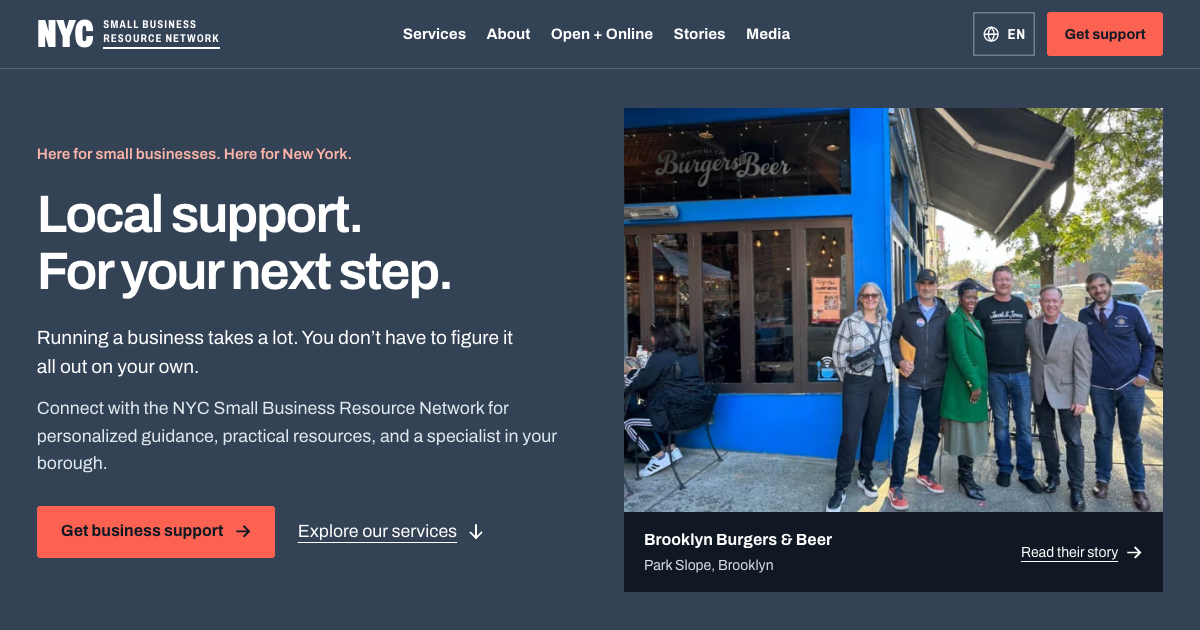 NYC
SMALL BUSINESS
RESOURCE NETWORK
Services
About
Open + Online
Stories
Media
EN
Get support
Here for small businesses. Here for New York.
Local support.
For your next step.
Running a business takes a lot. You don’t have to figure it
all out on your own.
Connect with the NYC Small Business Resource Network for
personalized guidance, practical resources, and a specialist in your
borough.
Get business support
Explore our services
BROOKLYN
Burgers & Beer
Brooklyn Burgers & Beer
Park Slope, Brooklyn
Read their story